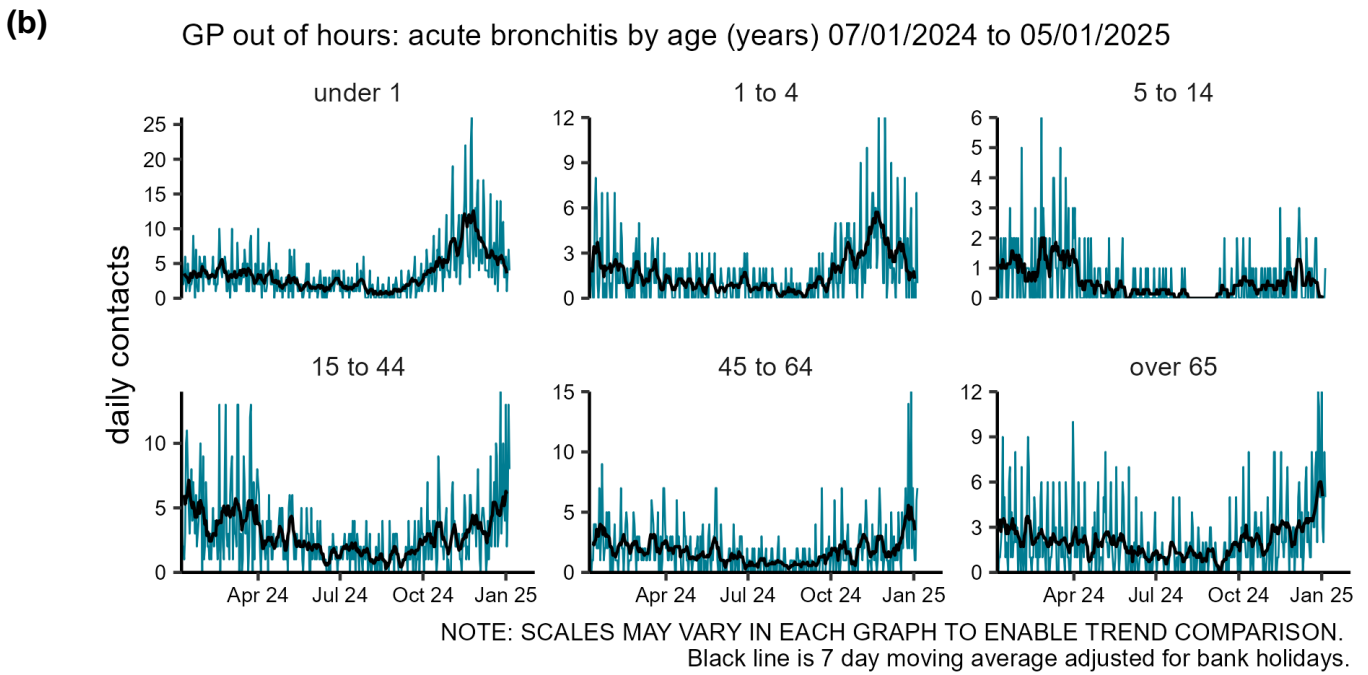 (b)
GP out of hours: acute bronchitis by age (years) 07/01/2024 to 05/01/2025
daily contacts
under 1
25
20
15
10
5
0
1 to 4
12
9
6
3
0
5 to 14
6
5
4
3
2
1
0
15 to 44
10
5
0
Apr 24 Jul 24 Oct 24 Jan 25
45 to 64
15
10
5
0
Apr 24 Jul 24 Oct 24 Jan 25
over 65
12
9
6
3
0
Apr 24 Jul 24 Oct 24 Jan 25
NOTE: SCALES MAY VARY IN EACH GRAPH TO ENABLE TREND COMPARISON.
Black line is 7 day moving average adjusted for bank holidays.